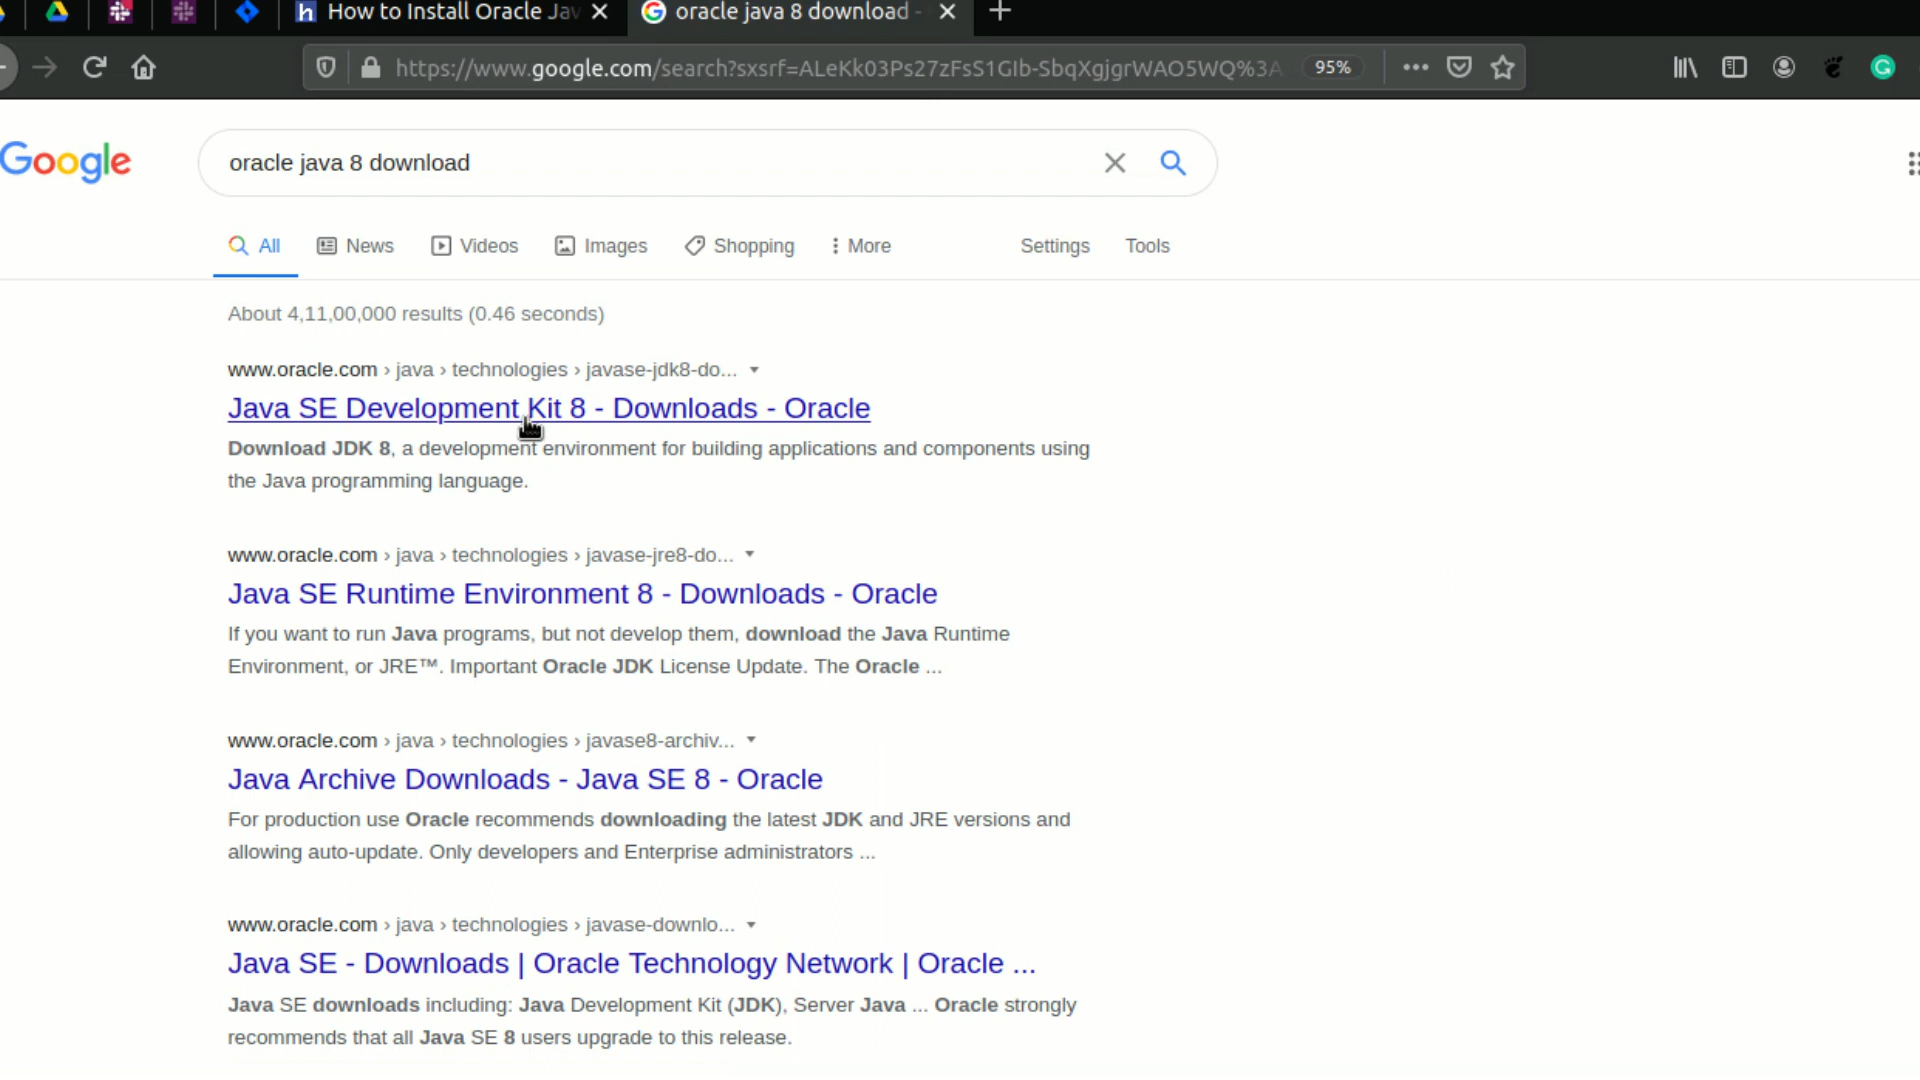 How to Install Oracle Jav
oracle java 8 download -
https://www.google.com/search?sxsrf=ALeKk03Ps27zFsS1GIb-SbqXgjgrWAO5WQ%3A
95%
Google
oracle java 8 download
All News Videos Images Shopping More Settings Tools
About 4,11,00,000 results (0.46 seconds)
www.oracle.com › java › technologies › javase-jdk8-do...
Java SE Development Kit 8 - Downloads - Oracle
Download JDK 8, a development environment for building applications and components using
the Java programming language.
www.oracle.com › java › technologies › javase-jre8-do...
Java SE Runtime Environment 8 - Downloads - Oracle
If you want to run Java programs, but not develop them, download the Java Runtime
Environment, or JRE™. Important Oracle JDK License Update. The Oracle ...
www.oracle.com › java › technologies › javase8-archiv...
Java Archive Downloads - Java SE 8 - Oracle
For production use Oracle recommends downloading the latest JDK and JRE versions and
allowing auto-update. Only developers and Enterprise administrators ...
www.oracle.com › java › technologies › javase-downlo...
Java SE - Downloads | Oracle Technology Network | Oracle ...
Java SE downloads including: Java Development Kit (JDK), Server Java ... Oracle strongly
recommends that all Java SE 8 users upgrade to this release.